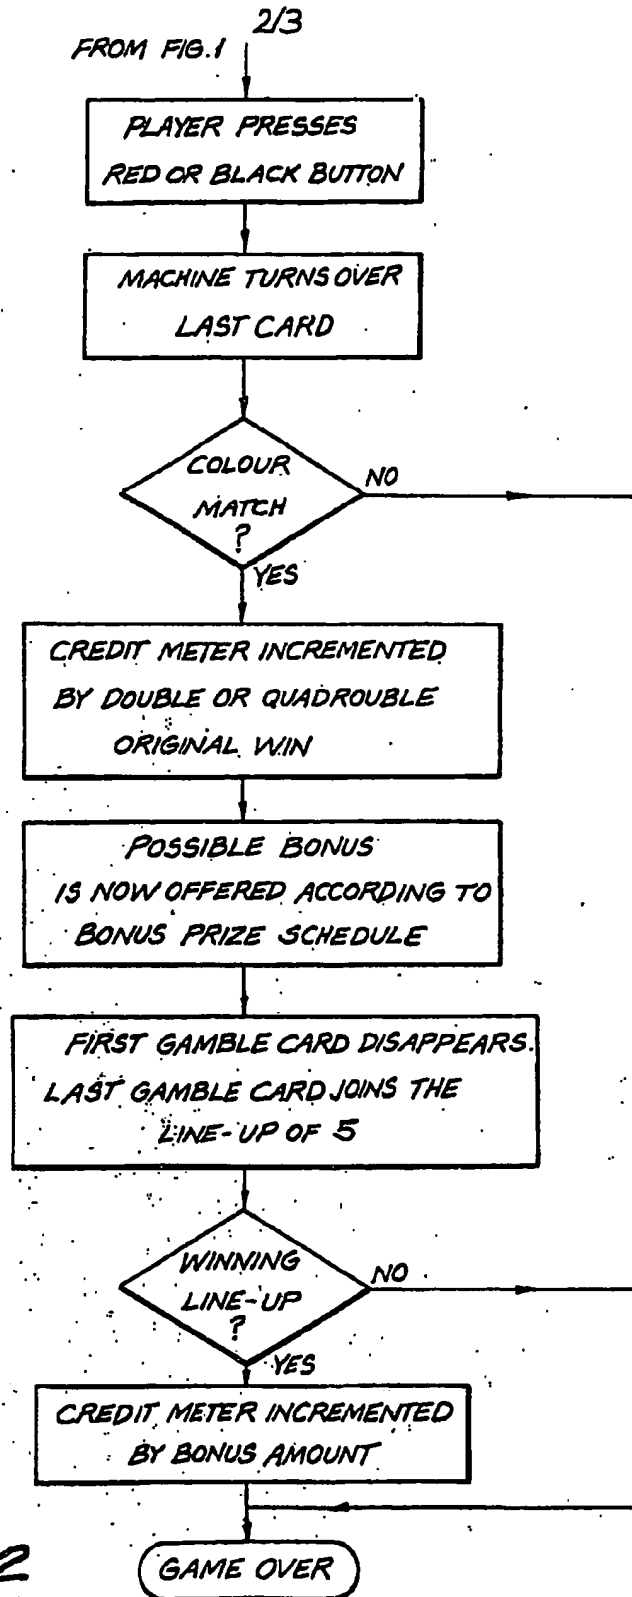 2/3
FROM FIG.1
PLAYER PRESSES
RED OR BLACK BUTTON
MACHINE TURNS OVER
LAST CARD
COLOUR
MATCH
?
NO
YES
CREDIT METER INCREMENTED
BY DOUBLE OR QUADROUBLE
ORIGINAL WIN
POSSIBLE BONUS
IS NOW OFFERED ACCORDING TO
BONUS PRIZE SCHEDULE
FIRST GAMBLE CARD DISAPPEARS.
LAST GAMBLE CARD JOINS THE
LINE-UP OF 5
WINNING
LINE-UP
?
NO
YES
CREDIT METER INCREMENTED
BY BONUS AMOUNT
2
GAME OVER